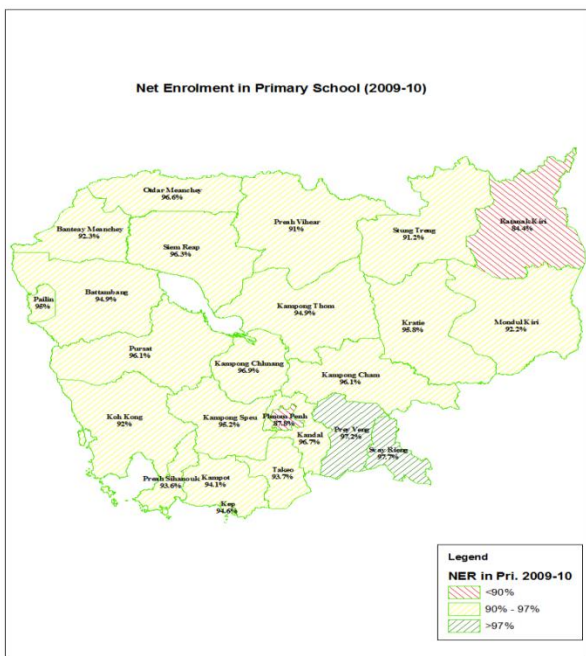 Net Enrolment in Primary School (2009-10)
Otdar Meanchey
96.6%
Banteay Meanchey
92.3%
Siem Reap
96.3%
Preah Vihear
91%
Stung Treng
91.2%
Ratanak Kiri
84.4%
Pailin
95%
Battambang
94.9%
Kampong Thom
94.9%
Kratie
95.8%
Mondul Kiri
92.2%
Pursat
96.1%
Kampong Chhnang
96.9%
Kampong Cham
96.1%
Koh Kong
92%
Kampong Speu
95.2%
Phnom Penh
87.8%
Kandal
96.7%
Prey Veng
97.2%
Svay Rieng
97.7%
Preah Sihanouk
93.6%
Kampot
94.1%
Takeo
93.7%
Kep
94.6%
Legend
NER in Pri. 2009-10
<90%
90% - 97%
>97%